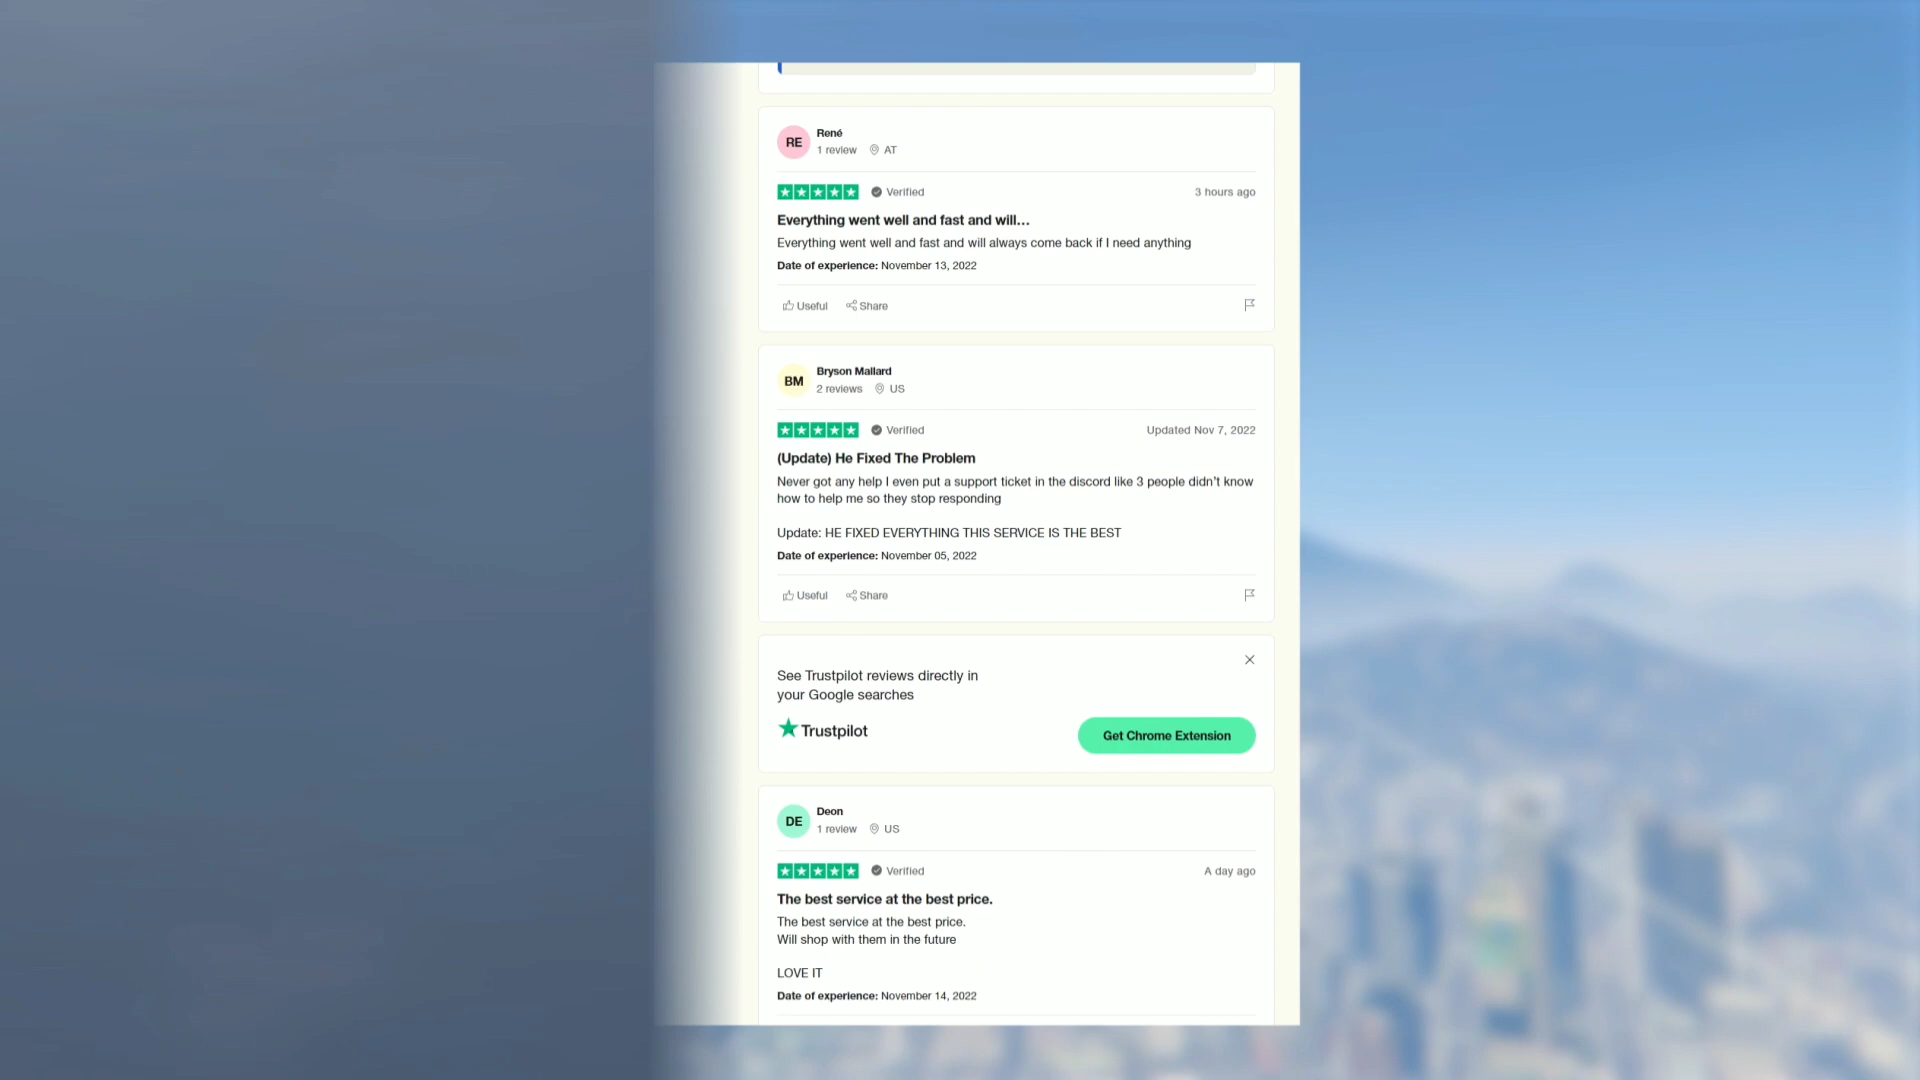 RE
René
1 review AT
Verified
3 hours ago
Everything went well and fast and will...
Everything went well and fast and will always come back if I need anything
Date of experience: November 13, 2022
Useful Share
BM
Bryson Mallard
2 reviews US
Verified
Updated Nov 7, 2022
(Update) He Fixed The Problem
Never got any help I even put a support ticket in the discord like 3 people didn't know
how to help me so they stop responding
Update: HE FIXED EVERYTHING THIS SERVICE IS THE BEST
Date of experience: November 05, 2022
Useful Share
See Trustpilot reviews directly in
your Google searches
Trustpilot
Get Chrome Extension
DE
Deon
1 review US
Verified
A day ago
The best service at the best price.
The best service at the best price.
Will shop with them in the future
LOVE IT
Date of experience: November 14, 2022